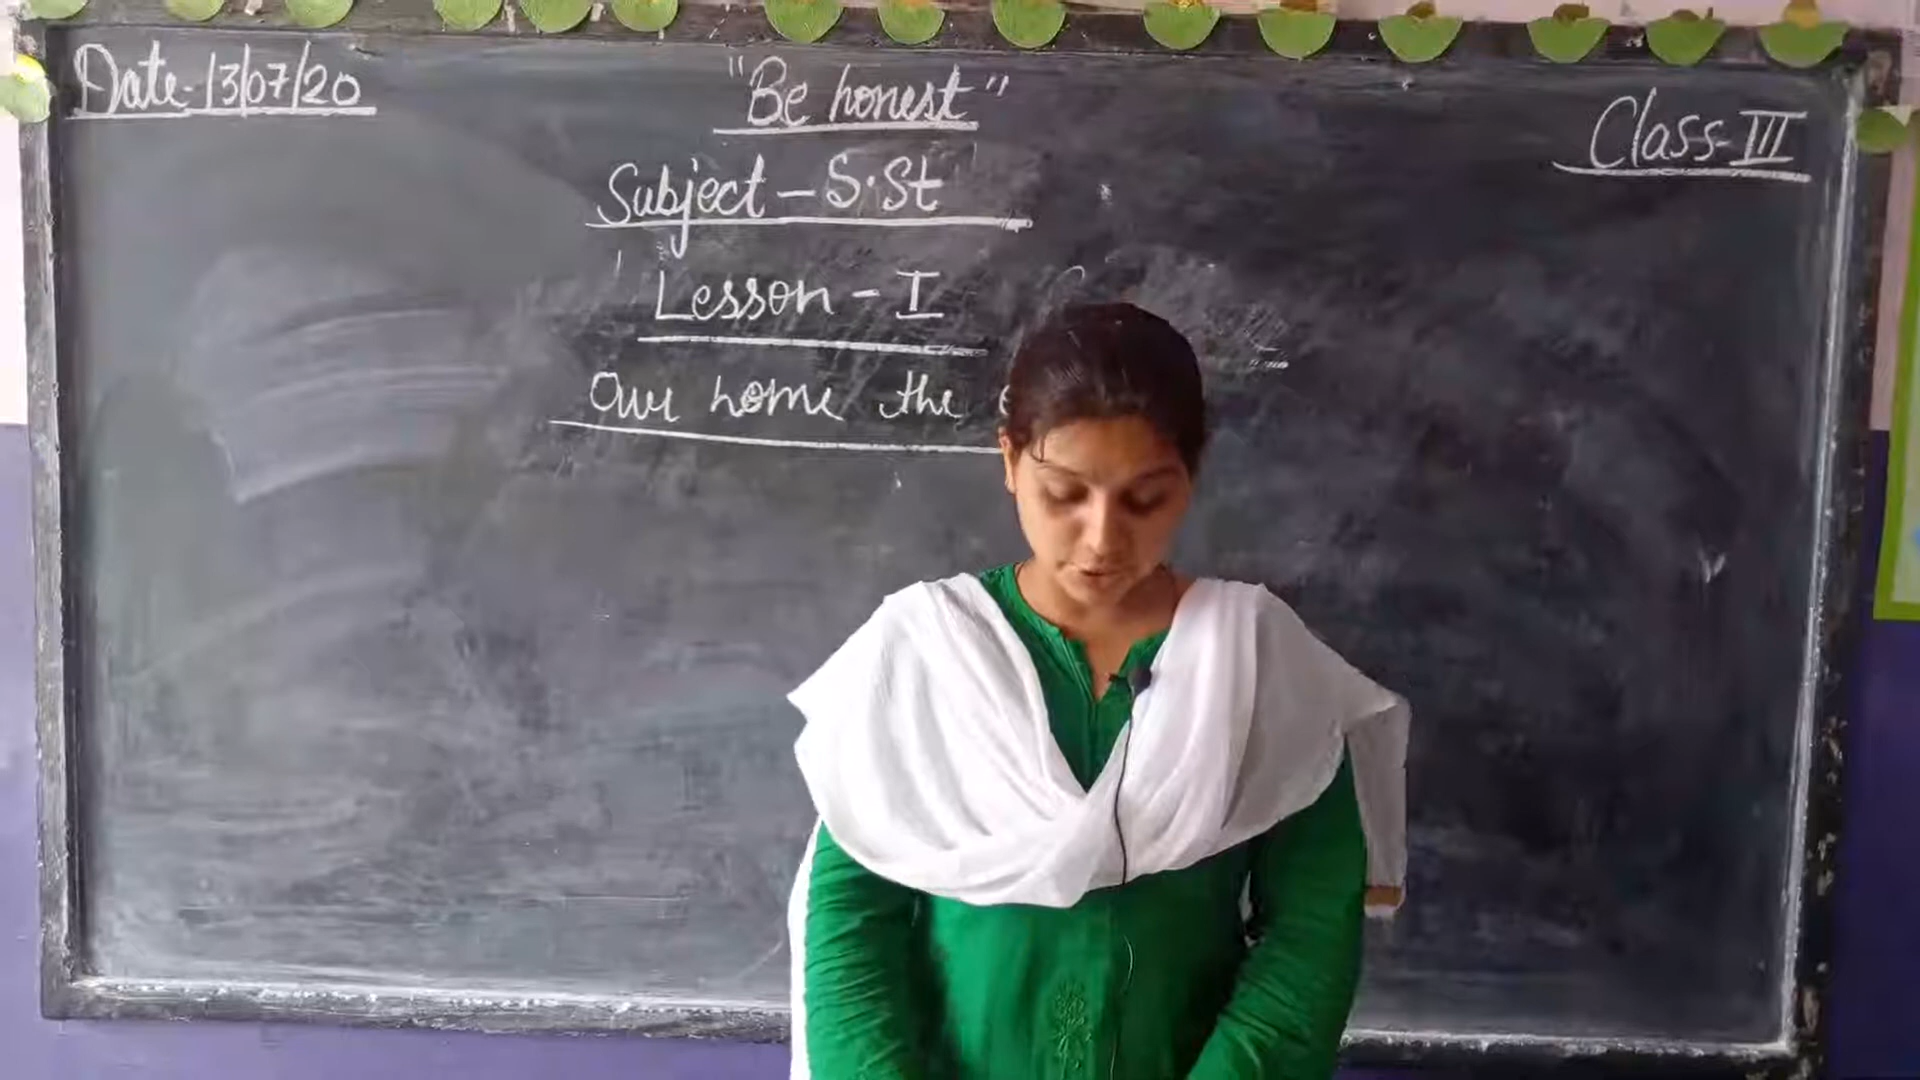 Date-13/07/20
"Be honest"
Class-III
Subject-S.St
Lesson-I
Our home the